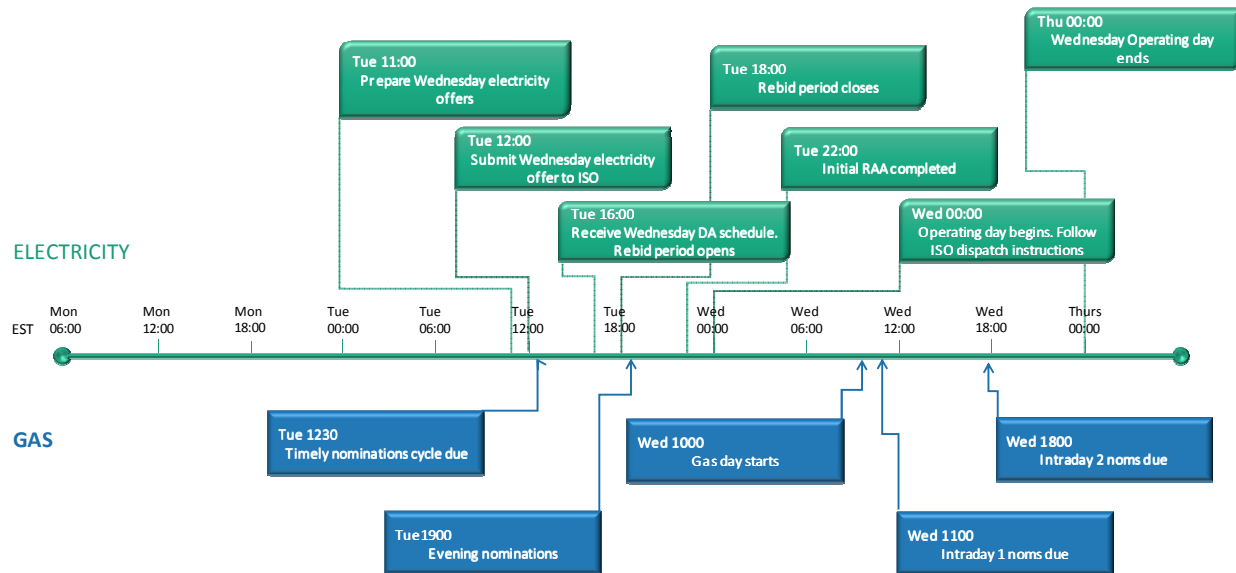 Thu 00:00
Wednesday Operating day
ends
Tue 11:00
Prepare Wednesday electricity
offers
Tue 18:00
Rebid period closes
Tue 12:00
Submit Wednesday electricity
offer to ISO
Tue 22:00
Initial RAA completed
Tue 16:00
Receive Wednesday DA schedule.
Rebid period opens
Wed 00:00
Operating day begins. Follow
ISO dispatch instructions
ELECTRICITY
EST
Mon
06:00
Mon
12:00
Mon
18:00
Tue
00:00
Tue
06:00
Tue
12:00
Tue
18:00
Wed
00:00
Wed
06:00
Wed
12:00
Wed
18:00
Thurs
00:00
GAS
Tue 1230
Timely nominations cycle due
Wed 1000
Gas day starts
Wed 1800
Intraday 2 noms due
Tue1900
Evening nominations
Wed 1100
Intraday 1 noms due